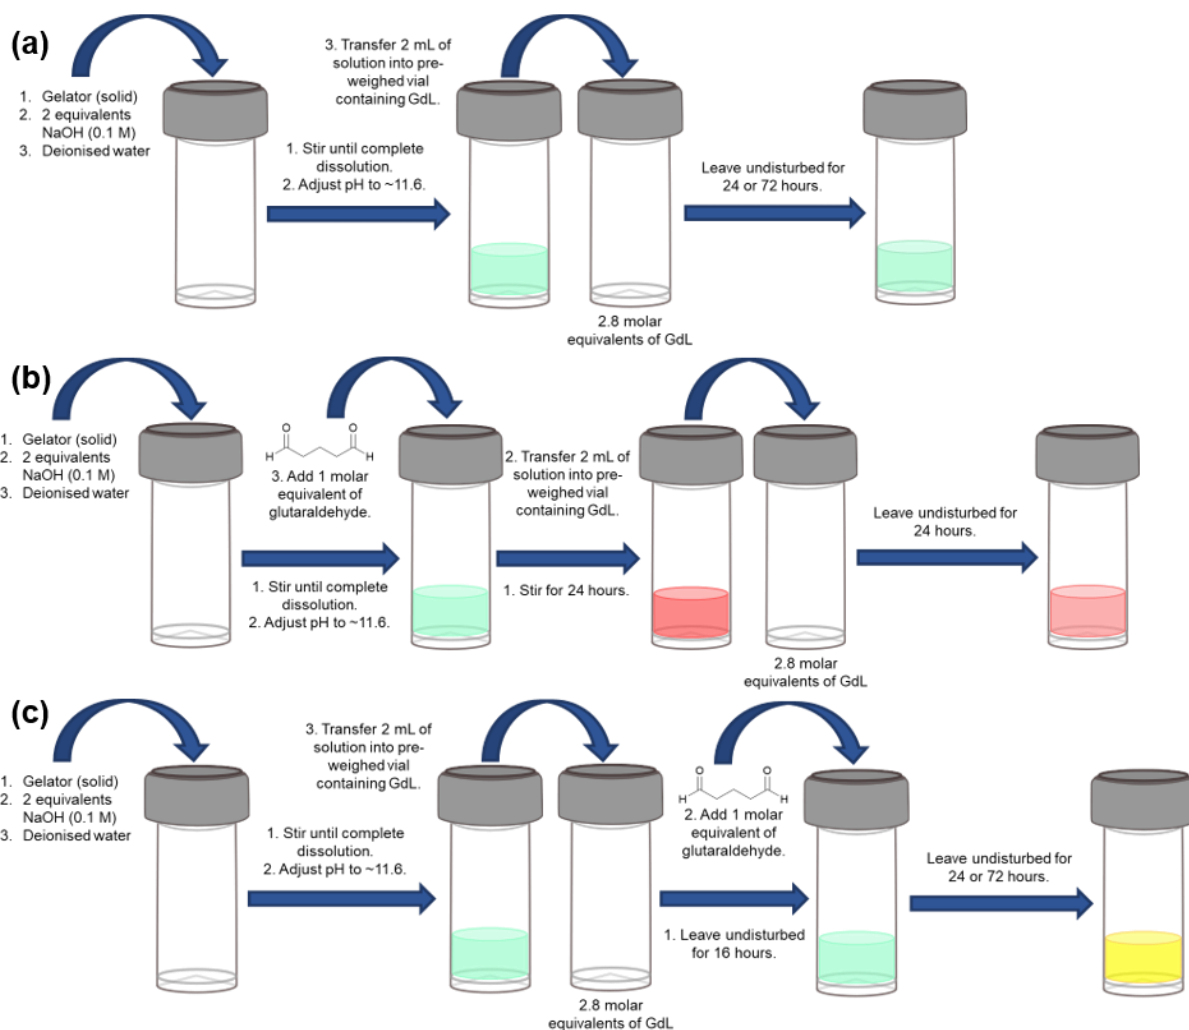 (a)
1. Gelator (solid)
2. 2 equivalents
NaOH (0.1 M)
3. Deionised water
1. Stir until complete
dissolution.
2. Adjust pH to ~11.6.
3. Transfer 2 mL of
solution into pre-
weighed vial
containing GdL.
2.8 molar
equivalents of GdL
Leave undisturbed for
24 or 72 hours.
(b)
1. Gelator (solid)
2. 2 equivalents
NaOH (0.1 M)
3. Deionised water
O O
H H
3. Add 1 molar
equivalent of
glutaraldehyde.
1. Stir until complete
dissolution.
2. Adjust pH to ~11.6.
2. Transfer 2 mL of
solution into pre-
weighed vial
containing GdL.
1. Stir for 24 hours.
2.8 molar
equivalents of GdL
Leave undisturbed for
24 hours.
(c)
1. Gelator (solid)
2. 2 equivalents
NaOH (0.1 M)
3. Deionised water
1. Stir until complete
dissolution.
2. Adjust pH to ~11.6.
3. Transfer 2 mL of
solution into pre-
weighed vial
containing GdL.
2.8 molar
equivalents of GdL
O O
H H
2. Add 1 molar
equivalent of
glutaraldehyde.
1. Leave undisturbed
for 16 hours.
Leave undisturbed for
24 or 72 hours.